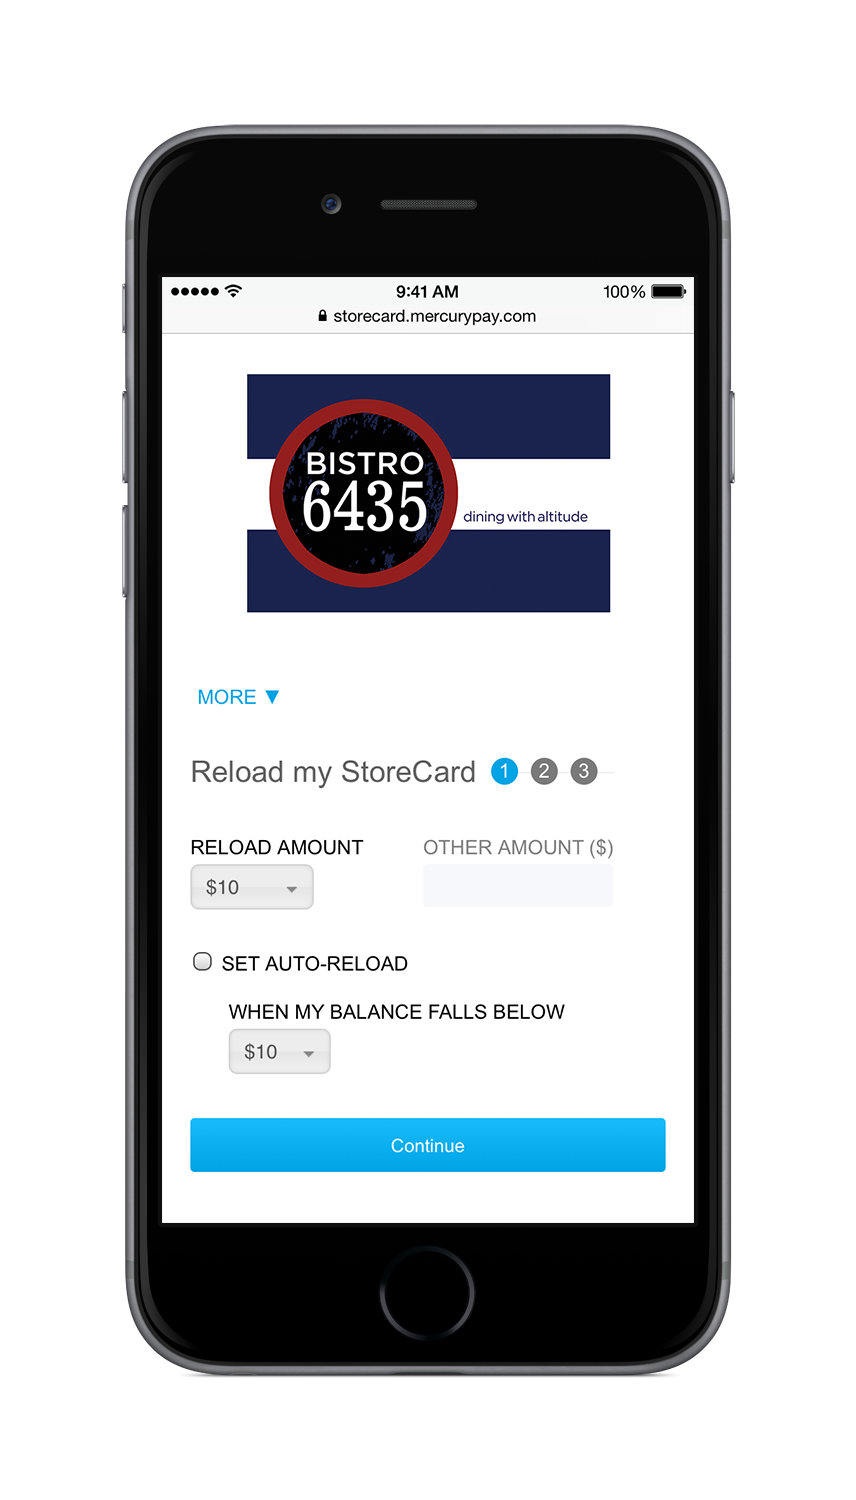 9:41 AM 100%
storecard.mercurypay.com
BISTRO
6435
dining with altitude
MORE ▼
Reload my StoreCard 1 2 3
RELOAD AMOUNT OTHER AMOUNT ($)
$10
SET AUTO-RELOAD
WHEN MY BALANCE FALLS BELOW
$10
Continue